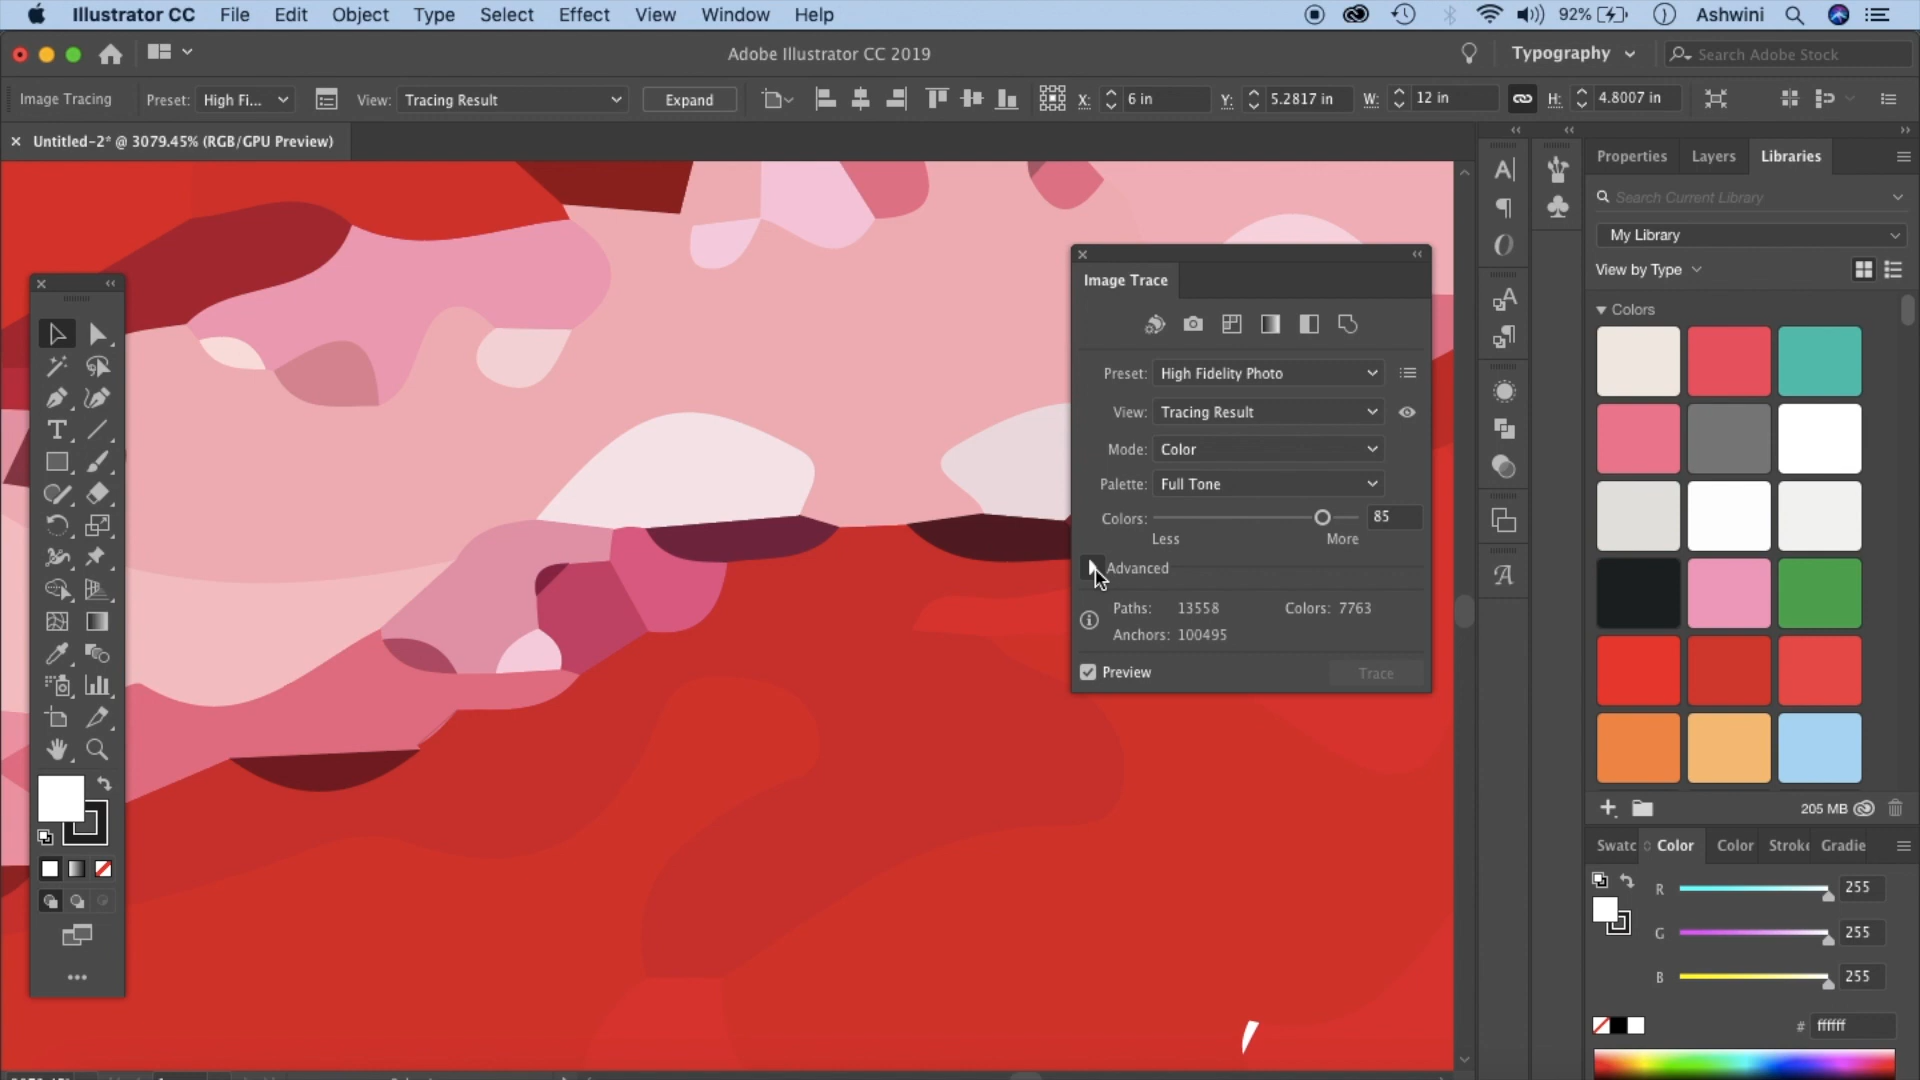 Illustrator CC File Edit Object Type Select Effect View Window Help 92% Ashwini
Adobe Illustrator CC 2019 Typography Search Adobe Stock
Image Tracing Preset: High Fi... View: Tracing Result Expand X: 6 in Y: 5.2817 in W: 12 in H: 4.8007 in
Untitled-2* @ 3079.45% (RGB/GPU Preview)
Properties Layers Libraries
Search Current Library
My Library
View by Type
Colors
Image Trace
Preset: High Fidelity Photo
View: Tracing Result
Mode: Color
Palette: Full Tone
Colors: 85
Less More
Advanced
Paths: 13558 Colors: 7763
Anchors: 100495
Preview Trace
205 MB
Swatc Color Color Stroke Gradie
R 255
G 255
B 255
# ffffff